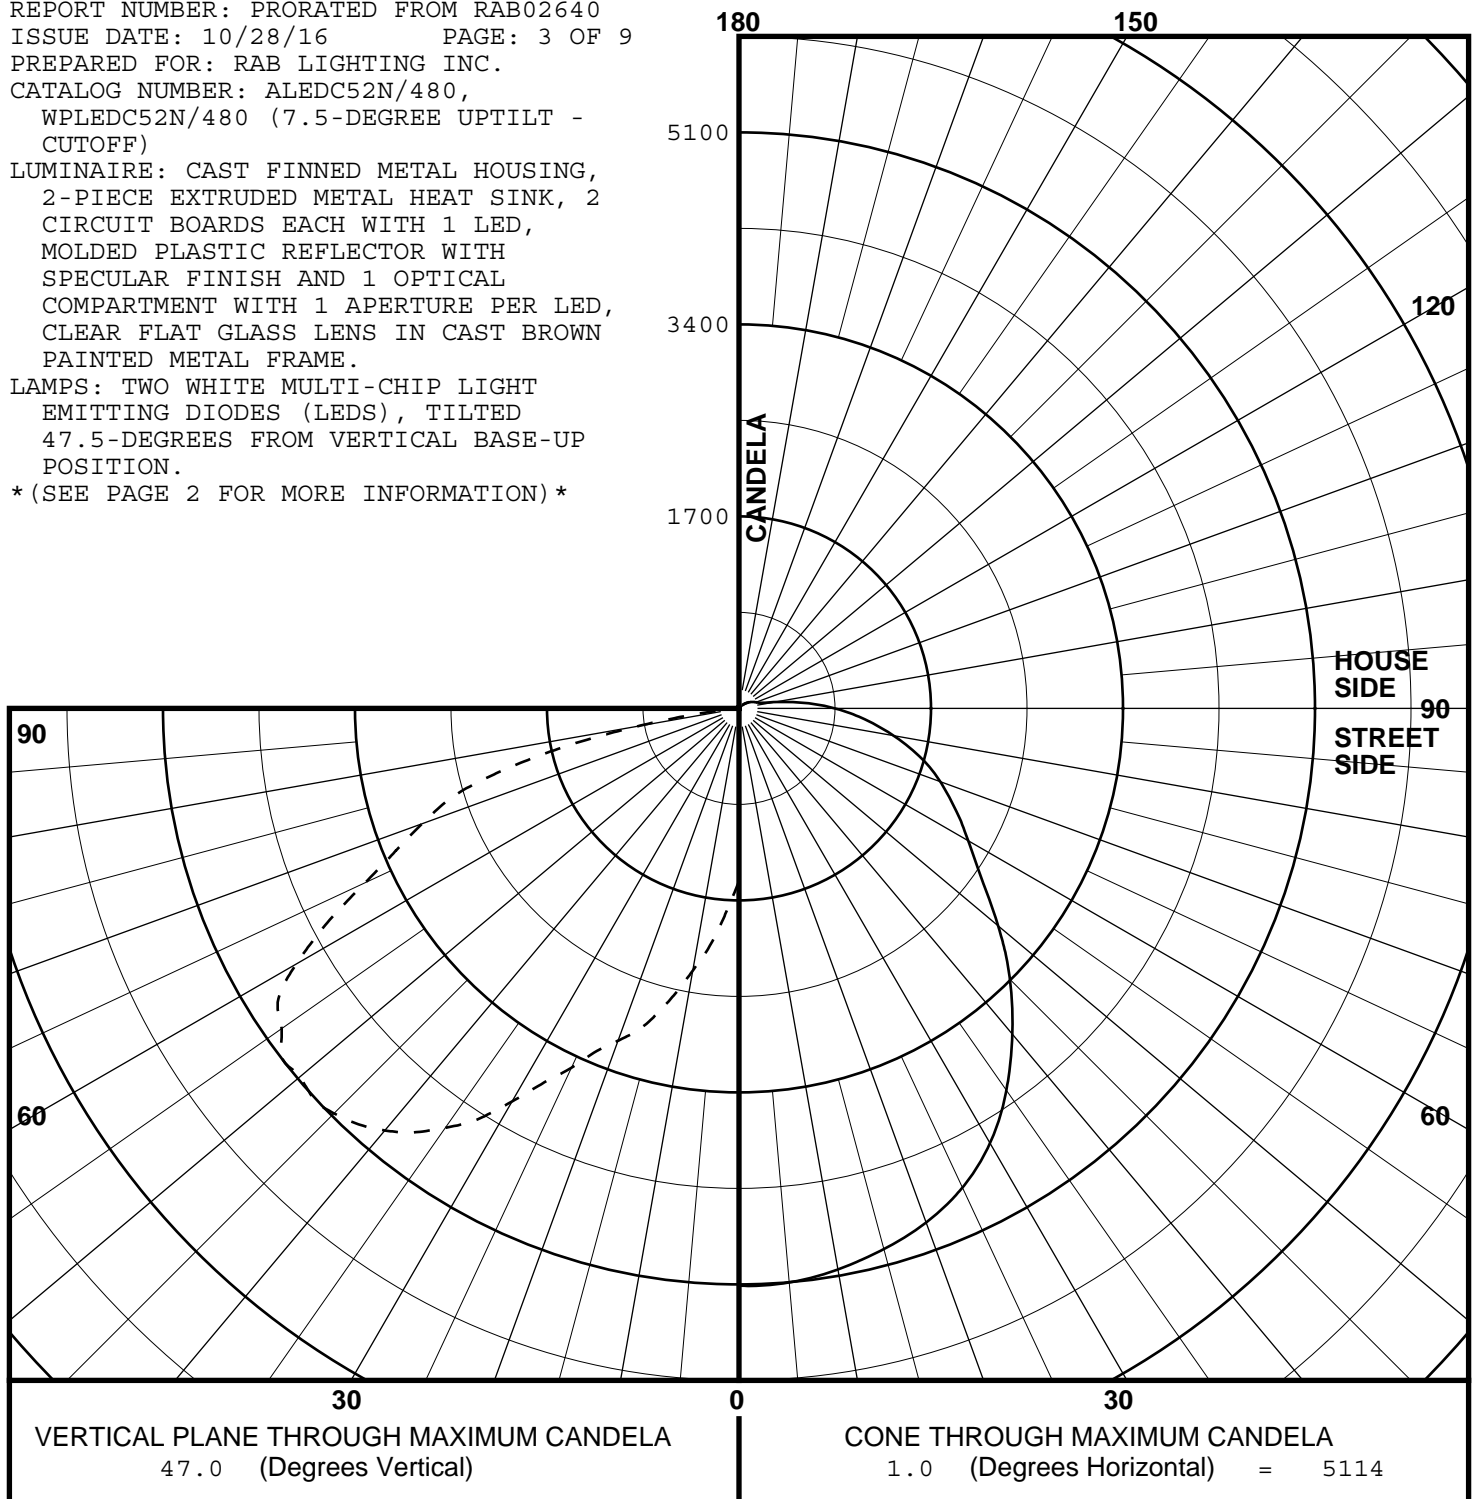 REPORT NUMBER: PRORATED FROM RAB02640
ISSUE DATE: 10/28/16 PAGE: 3 OF 9
PREPARED FOR: RAB LIGHTING INC.
CATALOG NUMBER: ALEDC52N/480,
WPLEDC52N/480 (7.5-DEGREE UPTILT -
CUTOFF)
LUMINAIRE: CAST FINNED METAL HOUSING,
2-PIECE EXTRUDED METAL HEAT SINK, 2
CIRCUIT BOARDS EACH WITH 1 LED,
MOLDED PLASTIC REFLECTOR WITH
SPECULAR FINISH AND 1 OPTICAL
COMPARTMENT WITH 1 APERTURE PER LED,
CLEAR FLAT GLASS LENS IN CAST BROWN
PAINTED METAL FRAME.
LAMPS: TWO WHITE MULTI-CHIP LIGHT
EMITTING DIODES (LEDS), TILTED
47.5-DEGREES FROM VERTICAL BASE-UP
POSITION.
*(SEE PAGE 2 FOR MORE INFORMATION)*
180
150
5100
120
3400
CANDELA
1700
HOUSE
SIDE
90
90
STREET
SIDE
60
60
30
0
30
VERTICAL PLANE THROUGH MAXIMUM CANDELA
47.0 (Degrees Vertical)
CONE THROUGH MAXIMUM CANDELA
1.0 (Degrees Horizontal) = 5114